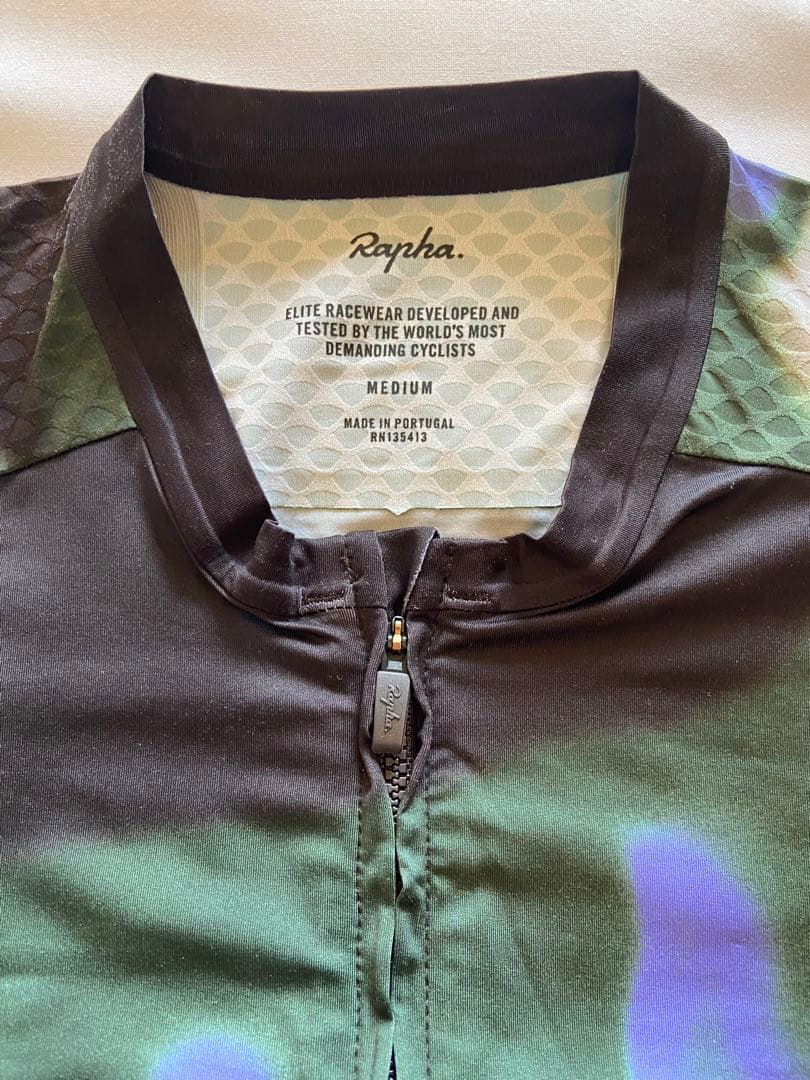 Rapha.
ELITE RACEWEAR DEVELOPED AND
TESTED BY THE WORLD'S MOST
DEMANDING CYCLISTS
MEDIUM
MADE IN PORTUGAL
RN135413
Rapha.